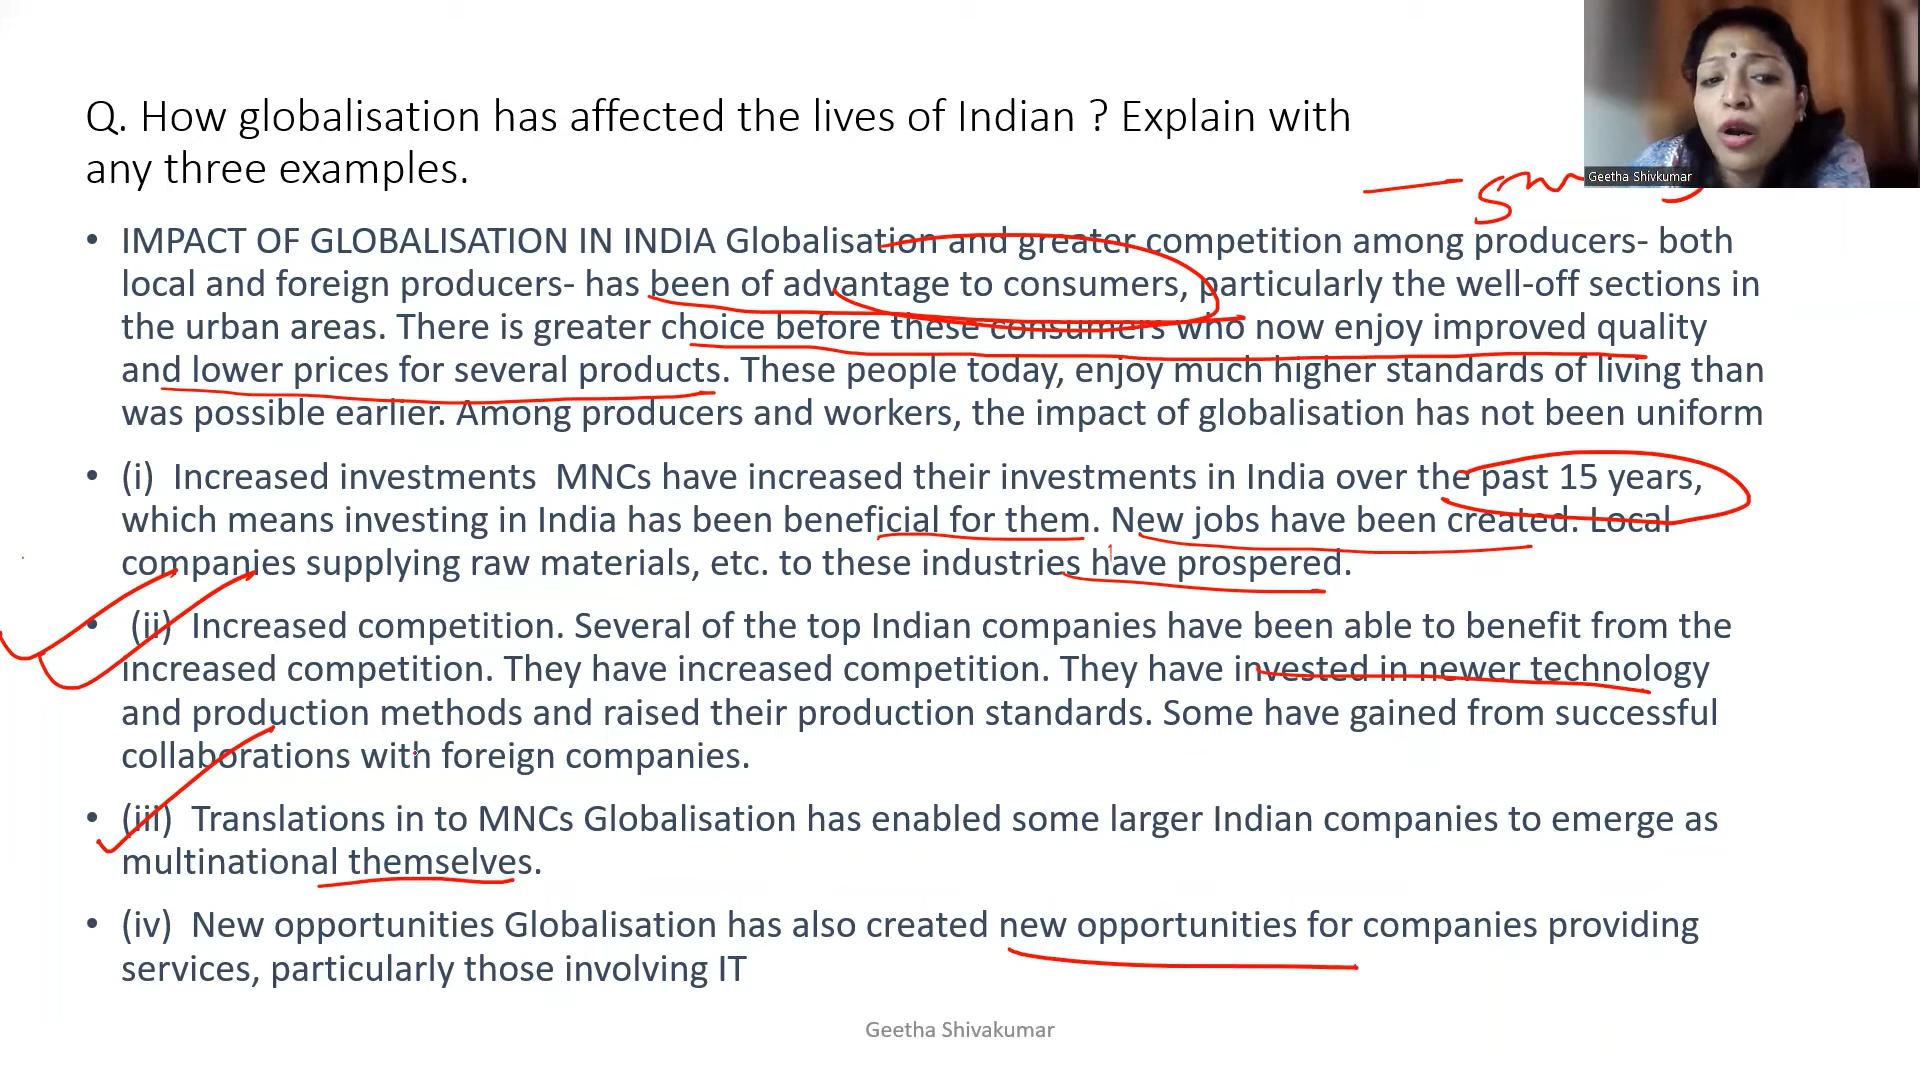 Q. How globalisation has affected the lives of Indian ? Explain with
any three examples.
Geetha Shivkumar
• IMPACT OF GLOBALISATION IN INDIA Globalisation and greater competition among producers- both
local and foreign producers- has been of advantage to consumers, particularly the well-off sections in
the urban areas. There is greater choice before these consumers who now enjoy improved quality
and lower prices for several products. These people today, enjoy much higher standards of living than
was possible earlier. Among producers and workers, the impact of globalisation has not been uniform
• (i) Increased investments MNCs have increased their investments in India over the past 15 years,
which means investing in India has been beneficial for them. New jobs have been created. Local
companies supplying raw materials, etc. to these industries have prospered.
• (ii) Increased competition. Several of the top Indian companies have been able to benefit from the
increased competition. They have increased competition. They have invested in newer technology
and production methods and raised their production standards. Some have gained from successful
collaborations with foreign companies.
• (iii) Translations in to MNCs Globalisation has enabled some larger Indian companies to emerge as
multinational themselves.
• (iv) New opportunities Globalisation has also created new opportunities for companies providing
services, particularly those involving IT
Geetha Shivakumar